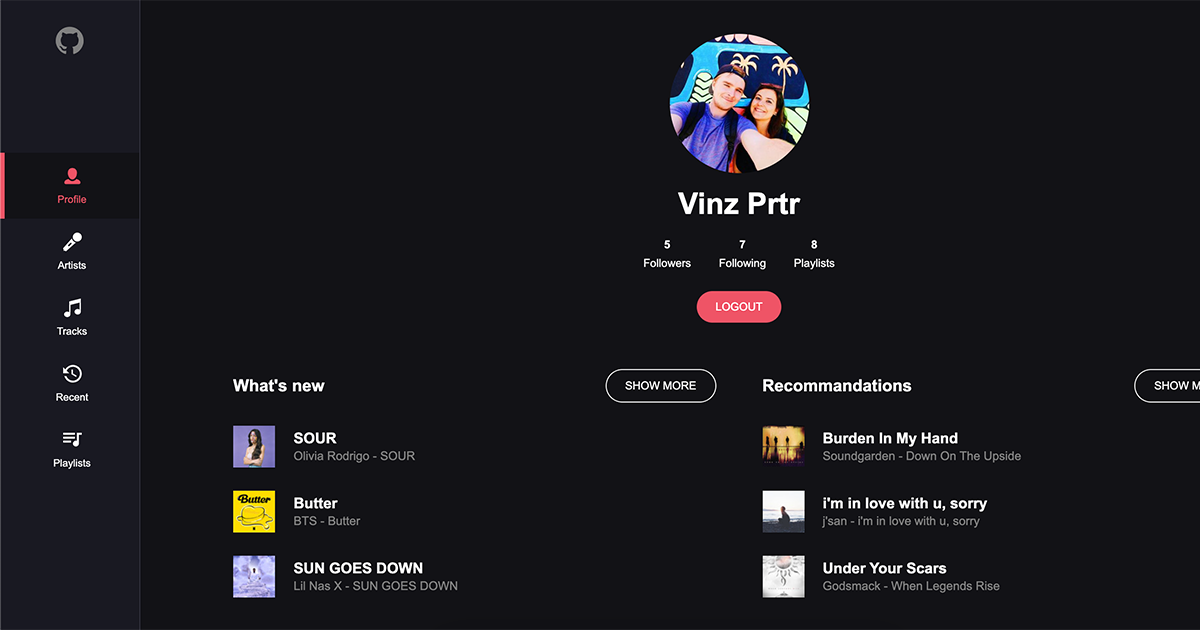 Profile
Artists
Tracks
Recent
Playlists
Vinz Prtr
5 7 8
Followers Following Playlists
LOGOUT
What's new
SHOW MORE
SOUR
Olivia Rodrigo - SOUR
Butter
Butter
BTS - Butter
SUN GOES DOWN
Lil Nas X - SUN GOES DOWN
Recommandations
SHOW M
Burden In My Hand
Soundgarden - Down On The Upside
i'm in love with u, sorry
j'san - i'm in love with u, sorry
Under Your Scars
Godsmack - When Legends Rise